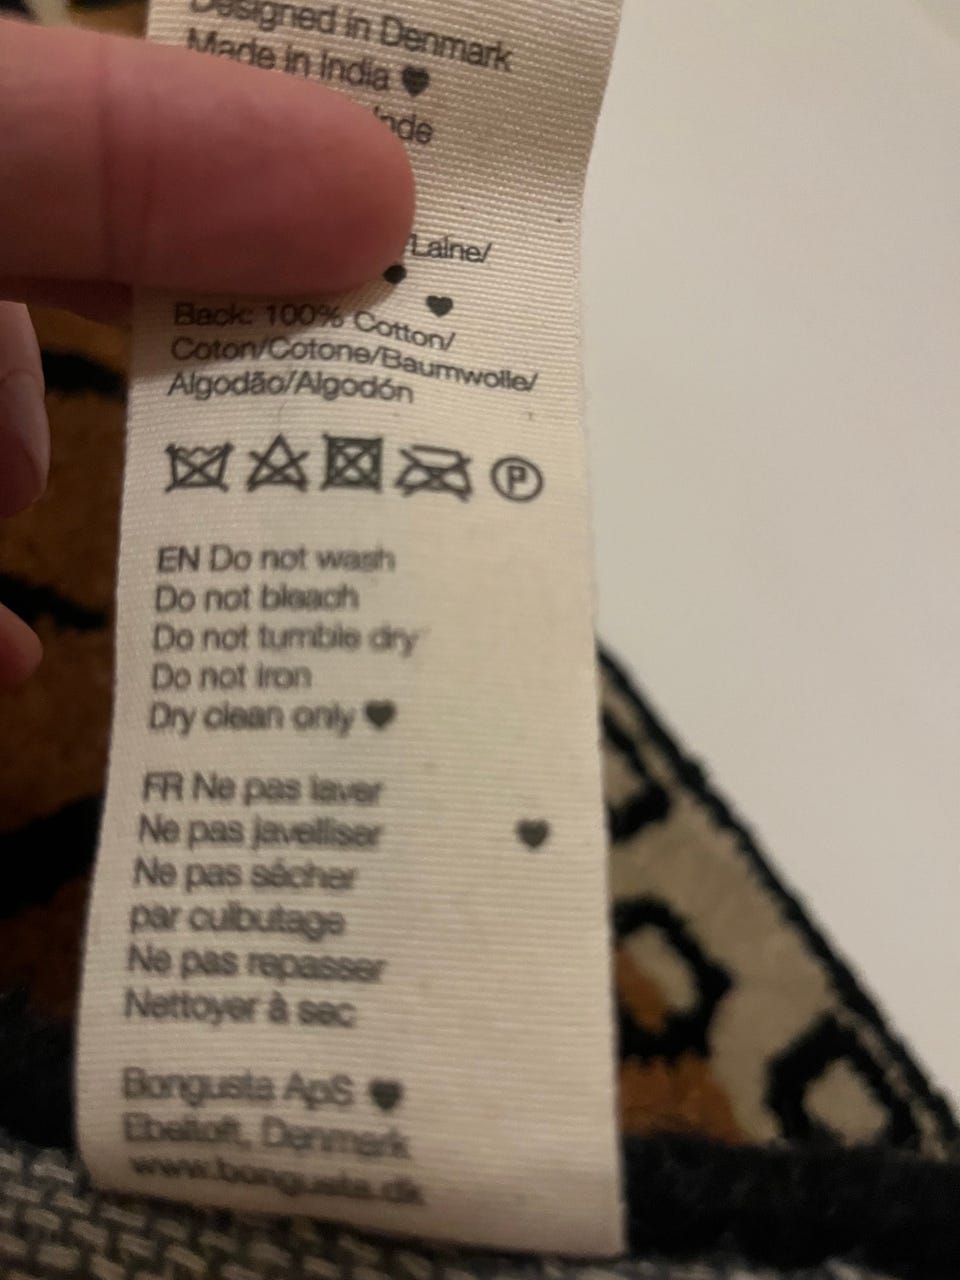 Designed in Denmark
Made in India
Inde
/Laine/
Back: 100% Cotton/
Coton/Cotone/Baumwolle/
Algodão/Algodón
P
EN Do not wash
Do not bleach
Do not tumble dry
Do not iron
Dry clean only
FR Ne pas laver
Ne pas javelliser
Ne pas sécher
par culbutage
Ne pas repasser
Nettoyer à sec
Bongusta ApS
Ebeltoft, Denmark
www.bongusta.dk